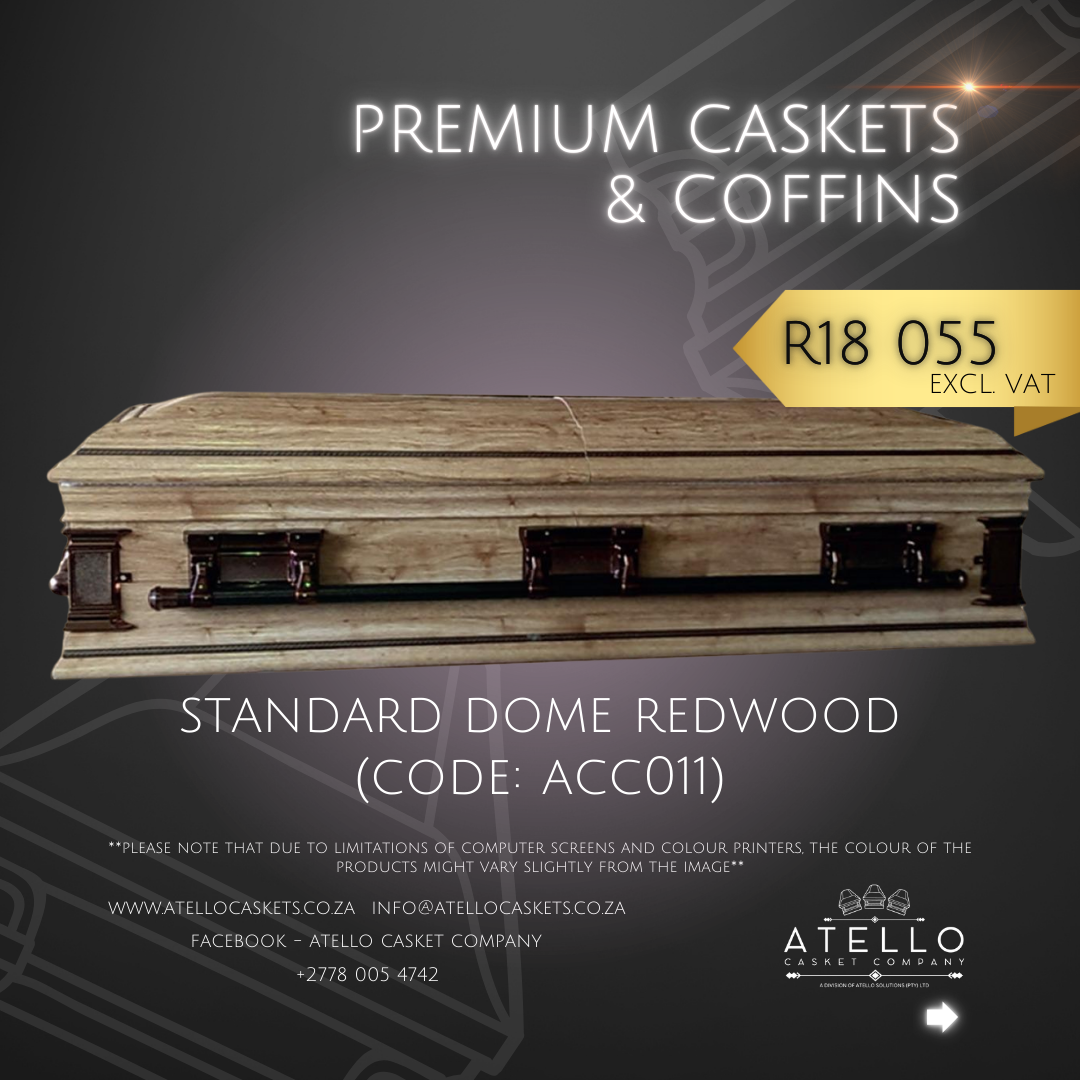 PREMIUM CASKETS
& COFFINS
R18 055
EXCL. VAT
STANDARD DOME REDWOOD
(CODE: ACC011)
**PLEASE NOTE THAT DUE TO LIMITATIONS OF COMPUTER SCREENS AND COLOUR PRINTERS, THE COLOUR OF THE
PRODUCTS MIGHT VARY SLIGHTLY FROM THE IMAGE**
WWW.ATELLOCASKETS.CO.ZA INFO@ATELLOCASKETS.CO.ZA
FACEBOOK - ATELLO CASKET COMPANY
+2778 005 4742
ATELLO
CASKET COMPANY
A DIVISION OF ATELLO SOLUTIONS (PTY) LTD